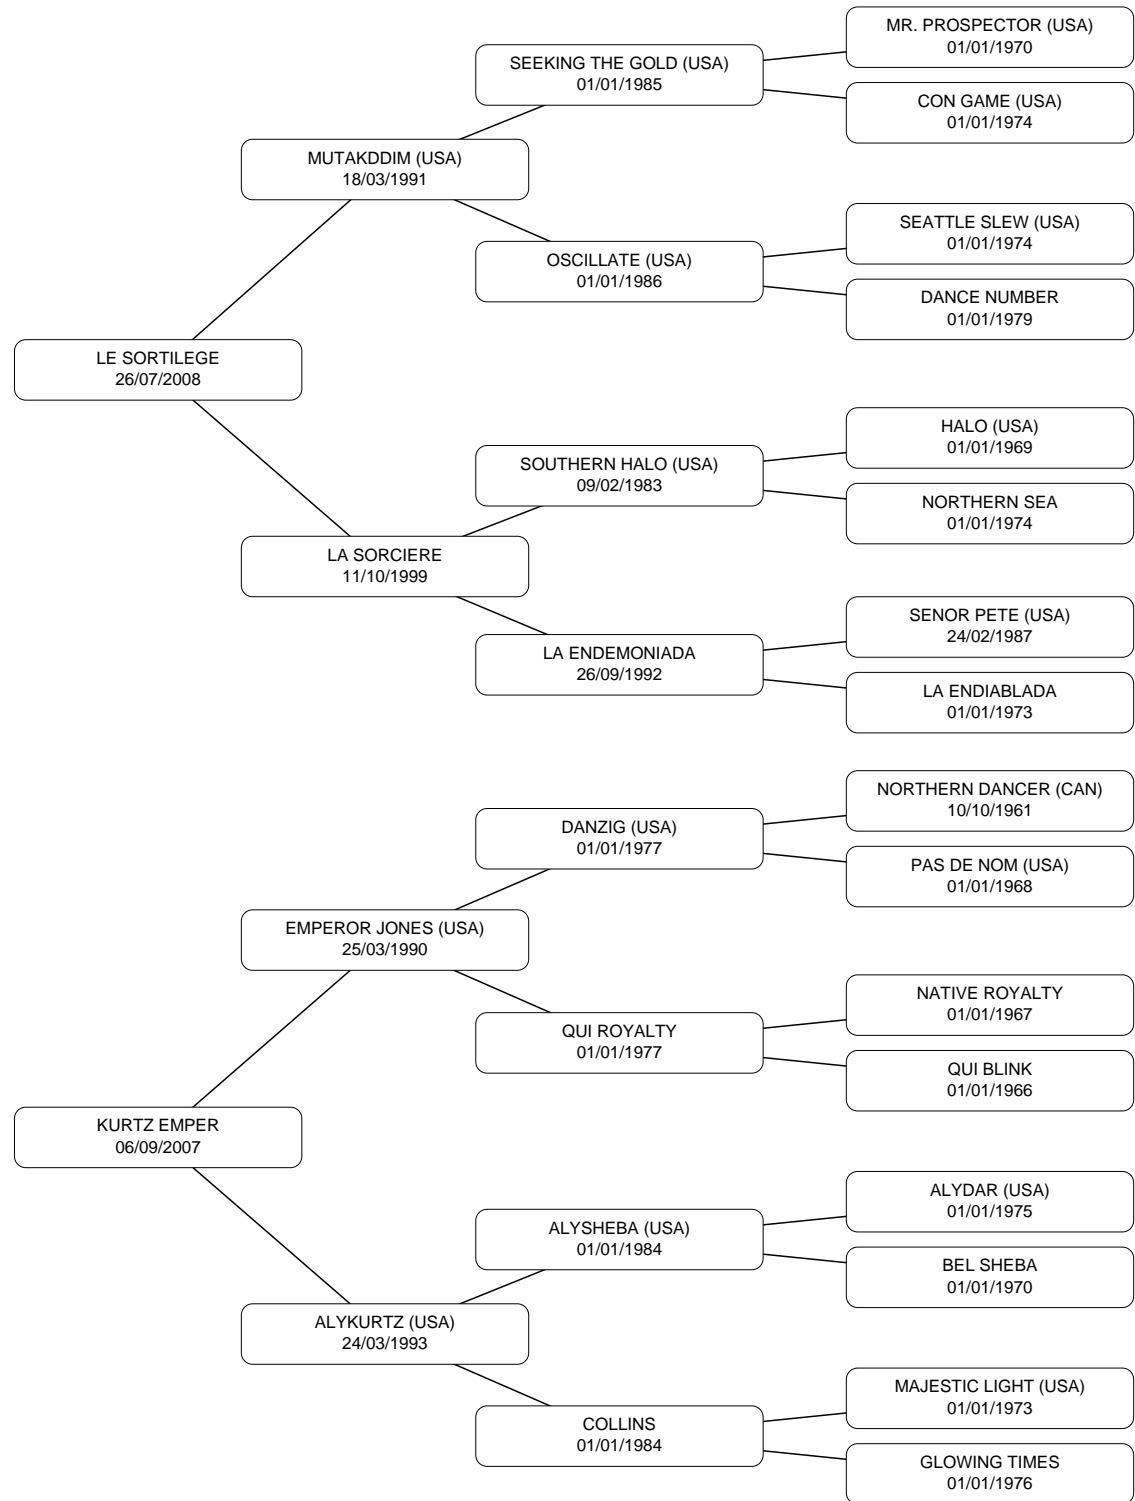 MR. PROSPECTOR (USA)
01/01/1970
SEEKING THE GOLD (USA)
01/01/1985
CON GAME (USA)
01/01/1974
MUTAKDDIM (USA)
18/03/1991
SEATTLE SLEW (USA)
01/01/1974
OSCILLATE (USA)
01/01/1986
DANCE NUMBER
01/01/1979
LE SORTILEGE
26/07/2008
HALO (USA)
01/01/1969
SOUTHERN HALO (USA)
09/02/1983
NORTHERN SEA
01/01/1974
LA SORCIERE
11/10/1999
SENOR PETE (USA)
24/02/1987
LA ENDEMONIADA
26/09/1992
LA ENDIABLADA
01/01/1973
NORTHERN DANCER (CAN)
10/10/1961
DANZIG (USA)
01/01/1977
PAS DE NOM (USA)
01/01/1968
EMPEROR JONES (USA)
25/03/1990
NATIVE ROYALTY
01/01/1967
QUI ROYALTY
01/01/1977
QUI BLINK
01/01/1966
KURTZ EMPER
06/09/2007
ALYDAR (USA)
01/01/1975
ALYSHEBA (USA)
01/01/1984
BEL SHEBA
01/01/1970
ALYKURTZ (USA)
24/03/1993
MAJESTIC LIGHT (USA)
01/01/1973
COLLINS
01/01/1984
GLOWING TIMES
01/01/1976